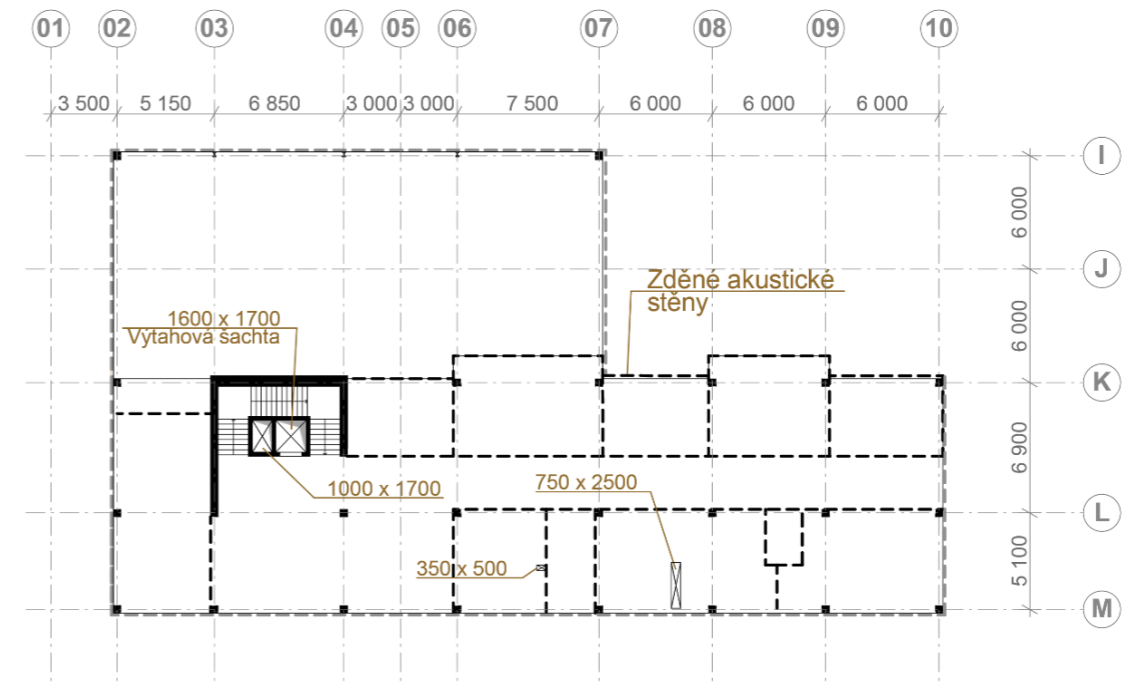 01 02 03 04 05 06 07 08 09 10
3 500 5 150 6 850 3 000 3 000 7 500 6 000 6 000 6 000
I
6 000
J
Zděné akustické
stěny
1600 x 1700
Výtahová šachta
6 000
K
6 900
1000 x 1700
750 x 2500
L
350 x 500
5 100
M